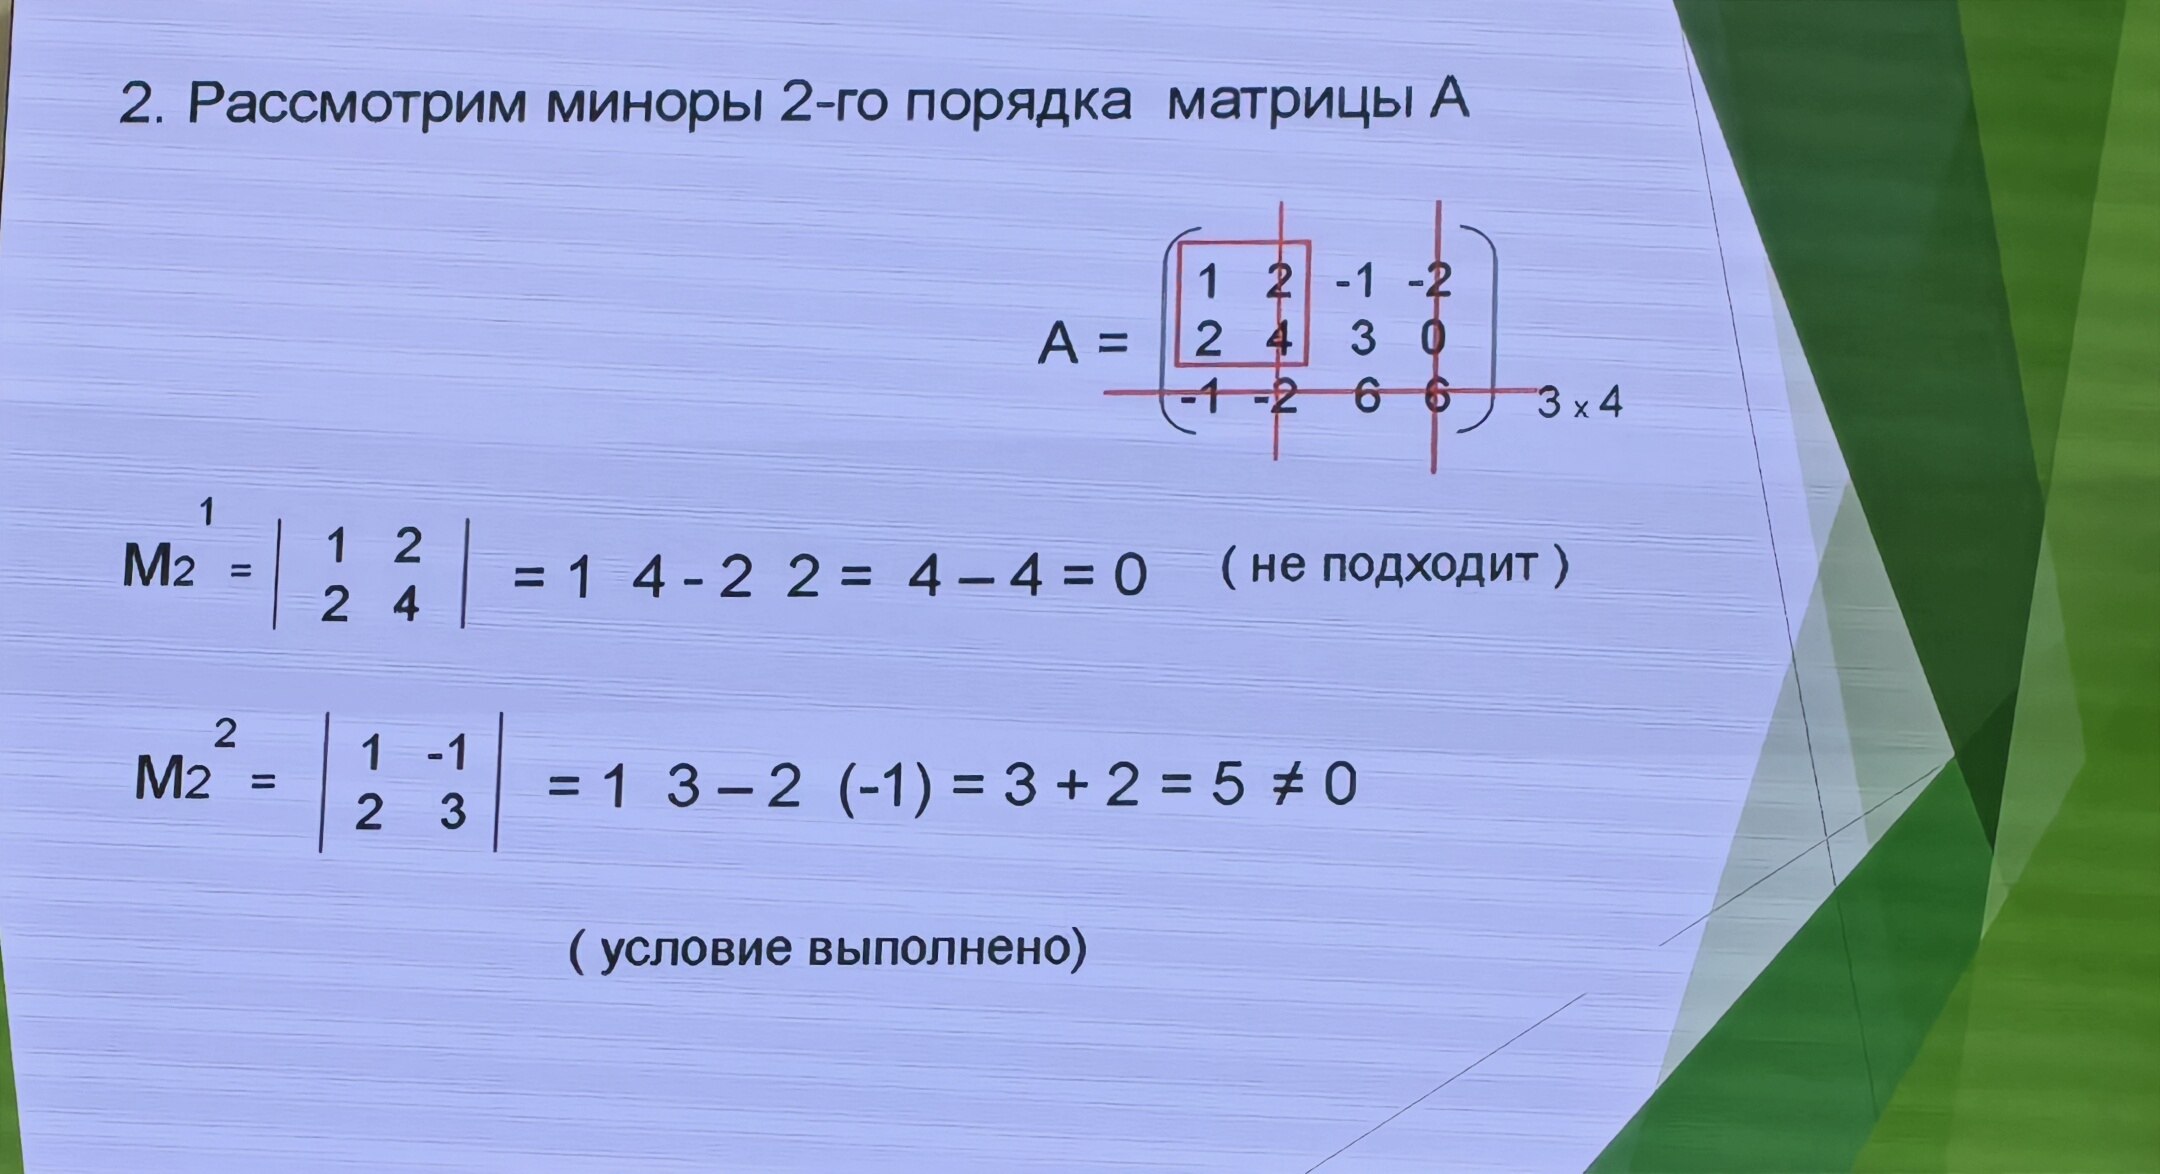 2. Рассмотрим миноры 2-го порядка матрицы А
1 2 -1 -2
А = 2 4 3 0
-1 -2 6 6 3 x 4
1
М2 = | 1 2 | = 1 4 - 2 2 = 4 – 4 = 0 ( не подходит )
2 4
2
М2 = | 1 -1 | = 1 3 – 2 (-1) = 3 + 2 = 5 ≠ 0
2 3
( условие выполнено)